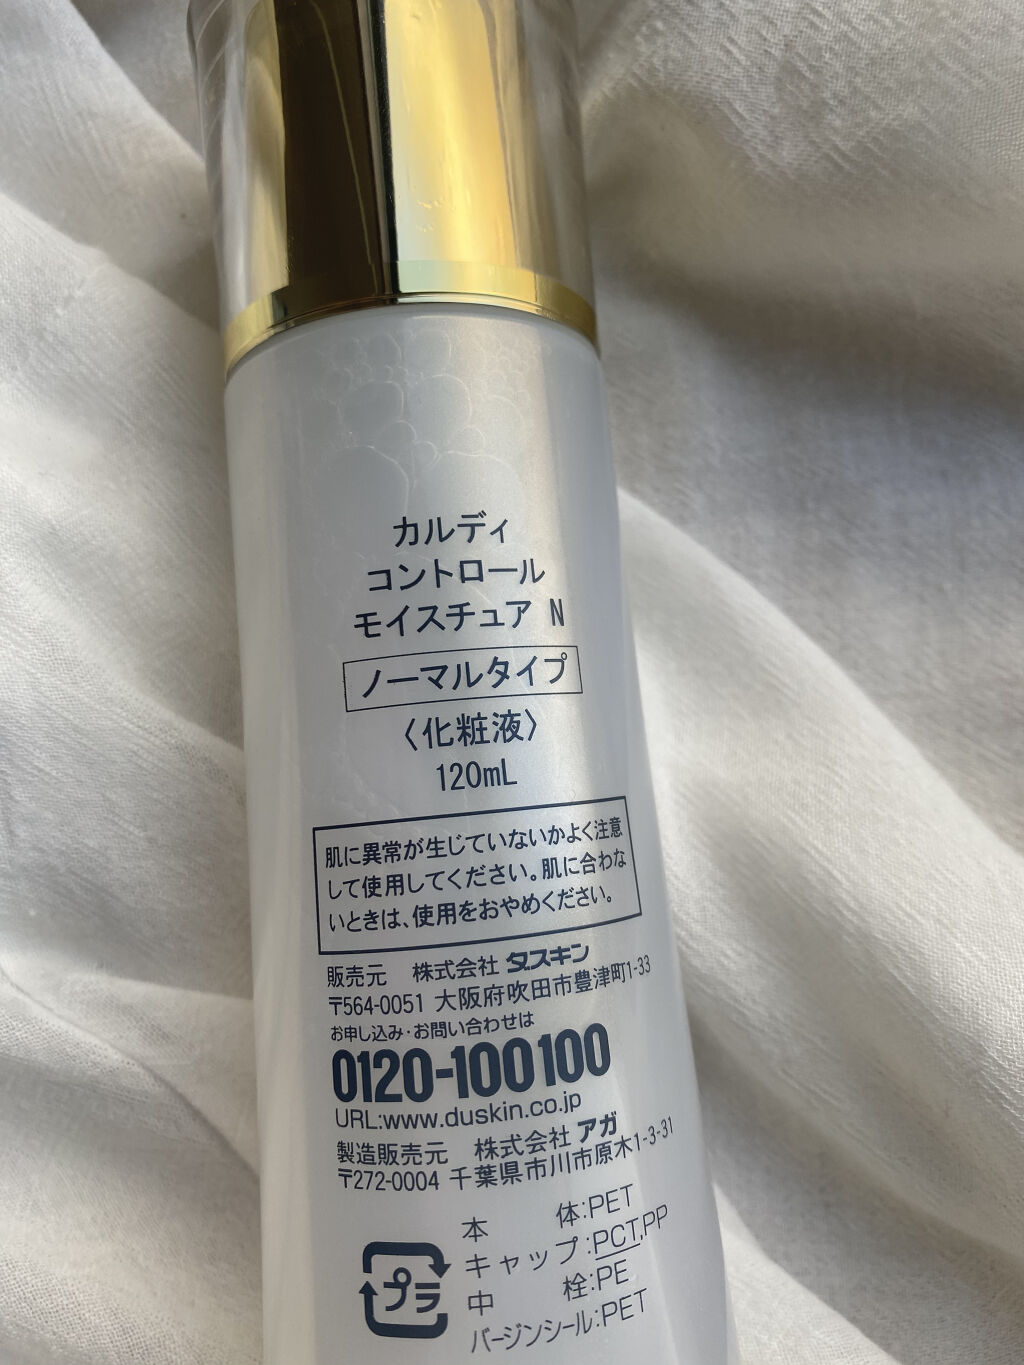 カルディ
コントロール
モイスチュア N
ノーマルタイプ
〈化粧液〉
120mL
肌に異常が生じていないかよく注意
して使用してください。肌に合わな
いときは、使用をおやめください。
販売元 株式会社 ダスキン
〒564-0051 大阪府吹田市豊津町1-33
お申し込み・お問い合わせは
0120-100100
URL:www.duskin.co.jp
製造販売元 株式会社 アガ
〒272-0004 千葉県市川市原木1-3-31
本体:PET
キャップ:PCT,PP
中栓:PE
バージンシール:PET
プラ